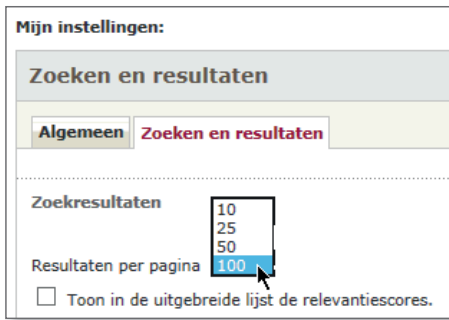 Mijn instellingen:
Zoeken en resultaten
Algemeen Zoeken en resultaten
Zoekresultaten
10
25
50
Resultaten per pagina 100
Toon in de uitgebreide lijst de relevantiescores.